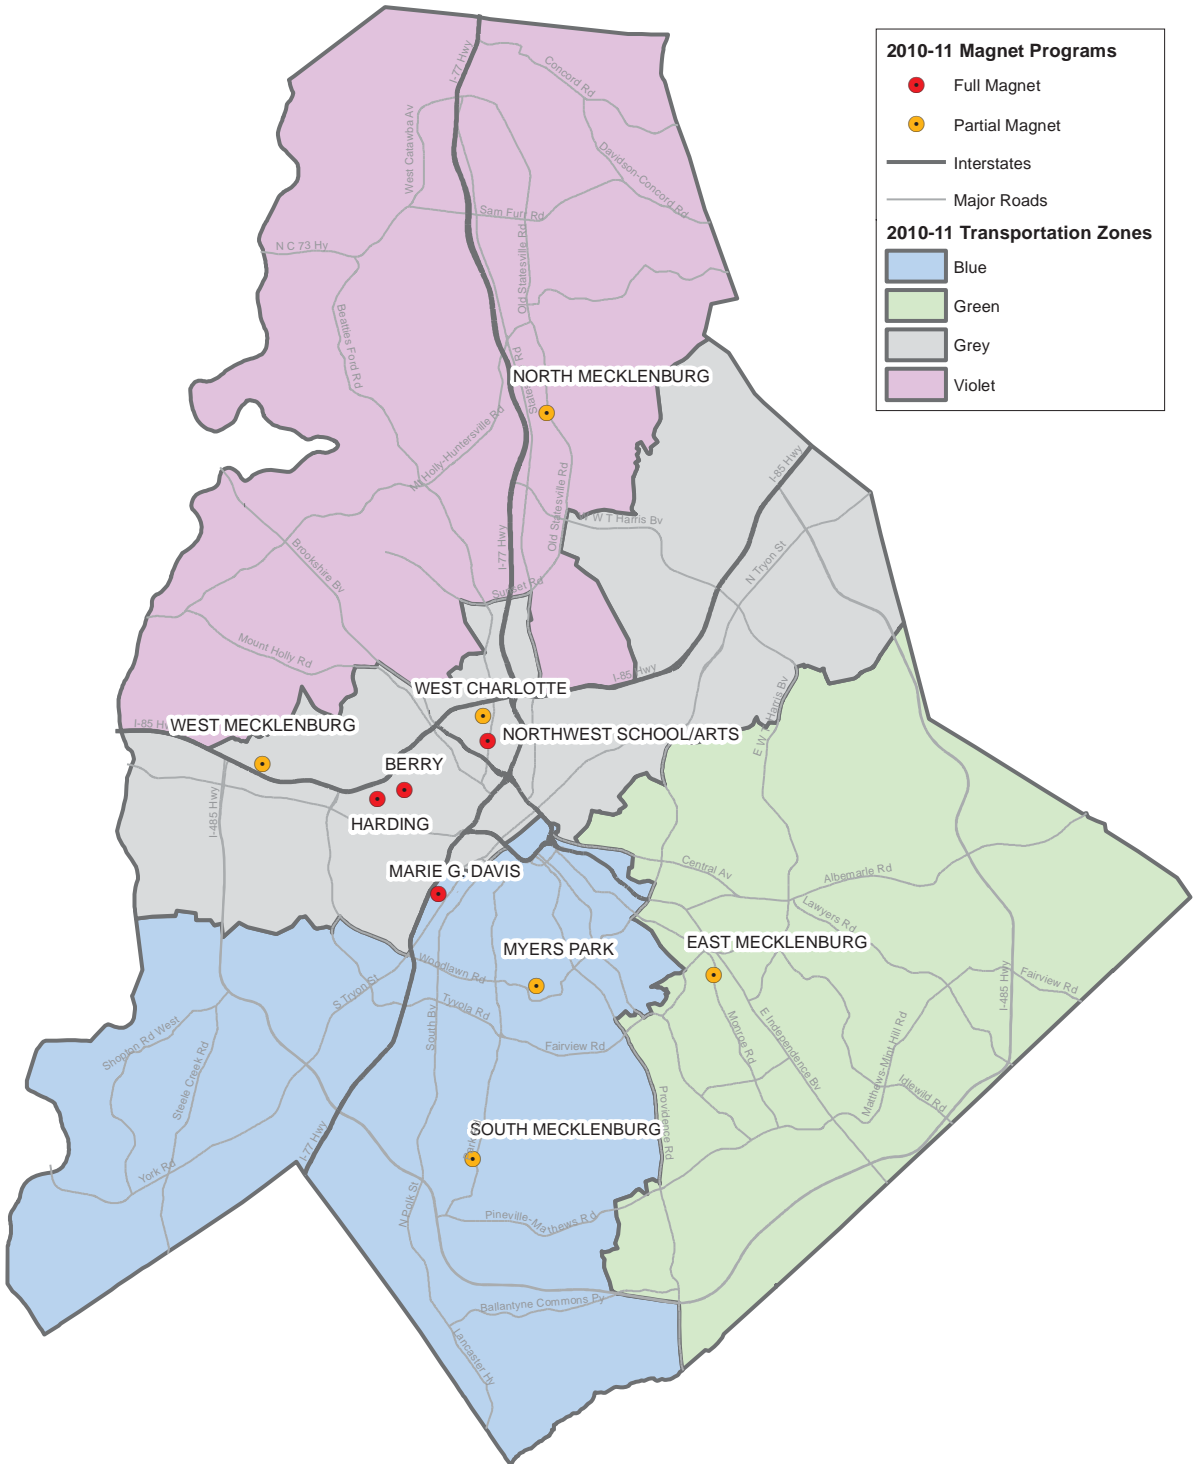 2010-11 Magnet Programs
Full Magnet
Partial Magnet
Interstates
Major Roads
2010-11 Transportation Zones
Blue
Green
Grey
Violet
I-77 Hwy
Concord Rd
West Catawba Av
Davidson-Concord Rd
Sam Furr Rd
N C 73 Hy
Old Statesville Rd
Beatties Ford Rd
NORTH MECKLENBURG
Mt Holly-Huntersville Rd
I-85 Hwy
Old Statesville Rd
W T Harris Bv
I-77 Hwy
N Tryon St
Brookshire Bv
Sunset Rd
Mount Holly Rd
I-85 Hwy
WEST CHARLOTTE
E W T Harris Bv
WEST MECKLENBURG
NORTHWEST SCHOOL/ARTS
BERRY
I-485 Hwy
HARDING
Central Av
Albemarle Rd
MARIE G. DAVIS
Lawyers Rd
EAST MECKLENBURG
MYERS PARK
Woodlawn Rd
Fairview Rd
I-485 Hwy
S Tryon St
Tyvola Rd
South Bv
Monroe Rd
E Independence Bv
Shopton Rd West
Fairview Rd
Matthews-Mint Hill Rd
Steele Creek Rd
Idlewild Rd
Providence Rd
SOUTH MECKLENBURG
I-77 Hwy
York Rd
N Polk St
Pineville-Mathews Rd
Ballantyne Commons Py
Lancaster Hy